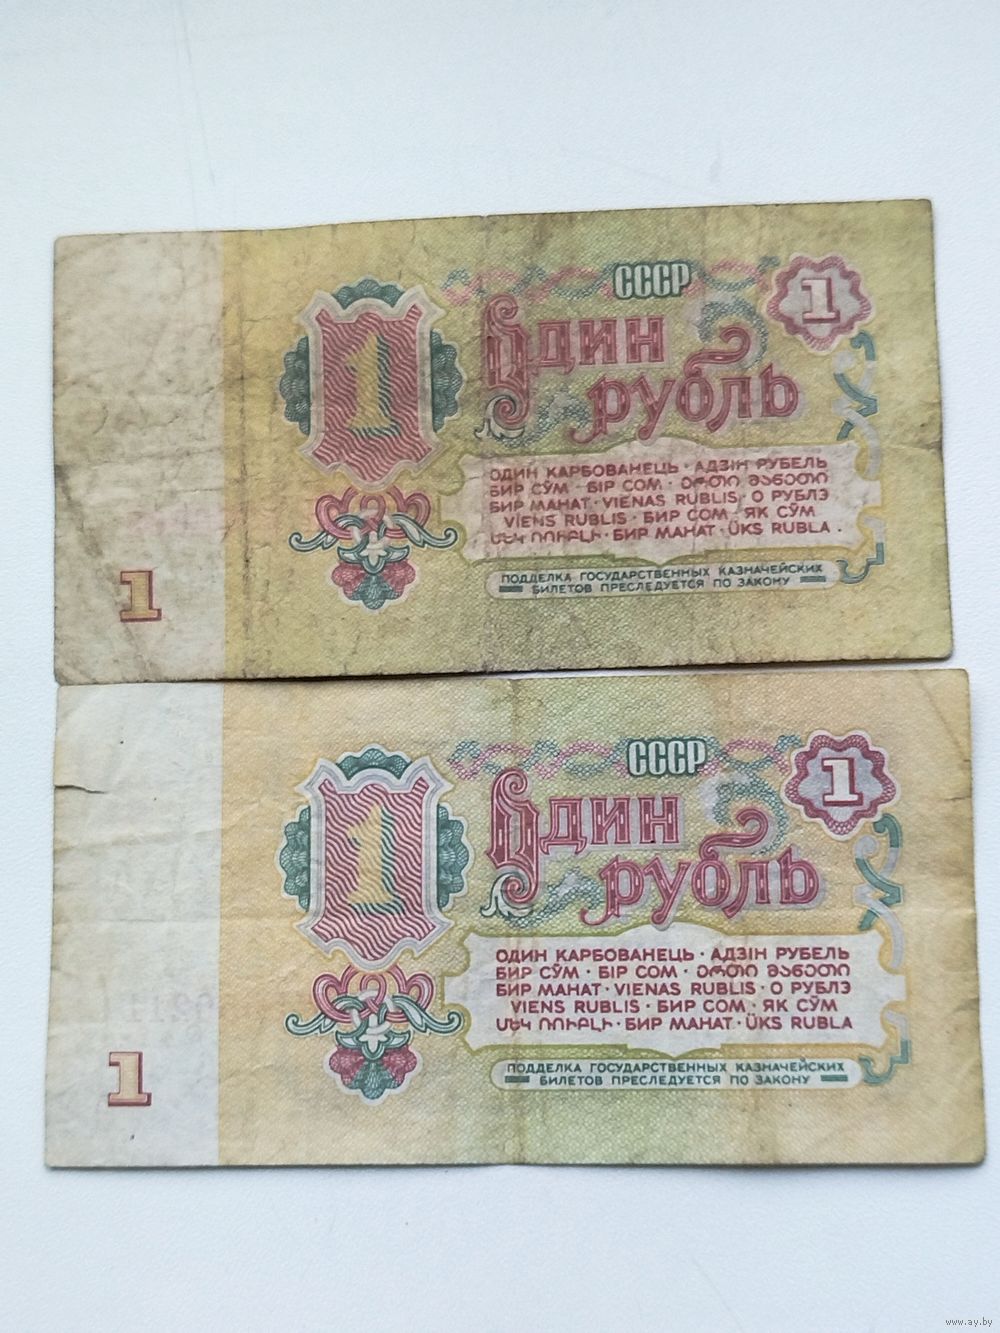 СССР
1
Один
рубль
1
ОДИН КАРБОВАНЕЦЬ · АДЗІН РУБЕЛЬ
БИР СЎМ · БІР СОМ · ერთი მანეთი
БИР МАНАТ · VIENAS RUBLIS · О РУБЛЭ
VIENS RUBLIS · БИР СОМ · ЯК СЎМ
ՄԵԿ ՌՈՒԲԼԻ · БИР МАНАТ · ÜKS RUBLA .
ПОДДЕЛКА ГОСУДАРСТВЕННЫХ КАЗНАЧЕЙСКИХ
БИЛЕТОВ ПРЕСЛЕДУЕТСЯ ПО ЗАКОНУ
1
СССР
1
Один
рубль
1
ОДИН КАРБОВАНЕЦЬ · АДЗІН РУБЕЛЬ
БИР СЎМ · БІР СОМ · ერთი მანეთი
БИР МАНАТ · VIENAS RUBLIS · О РУБЛЭ
VIENS RUBLIS · БИР СОМ · ЯК СЎМ
ՄԵԿ ՌՈՒԲԼԻ · БИР МАНАТ · ÜKS RUBLA
ПОДДЕЛКА ГОСУДАРСТВЕННЫХ КАЗНАЧЕЙСКИХ
БИЛЕТОВ ПРЕСЛЕДУЕТСЯ ПО ЗАКОНУ
1
www.ay.by